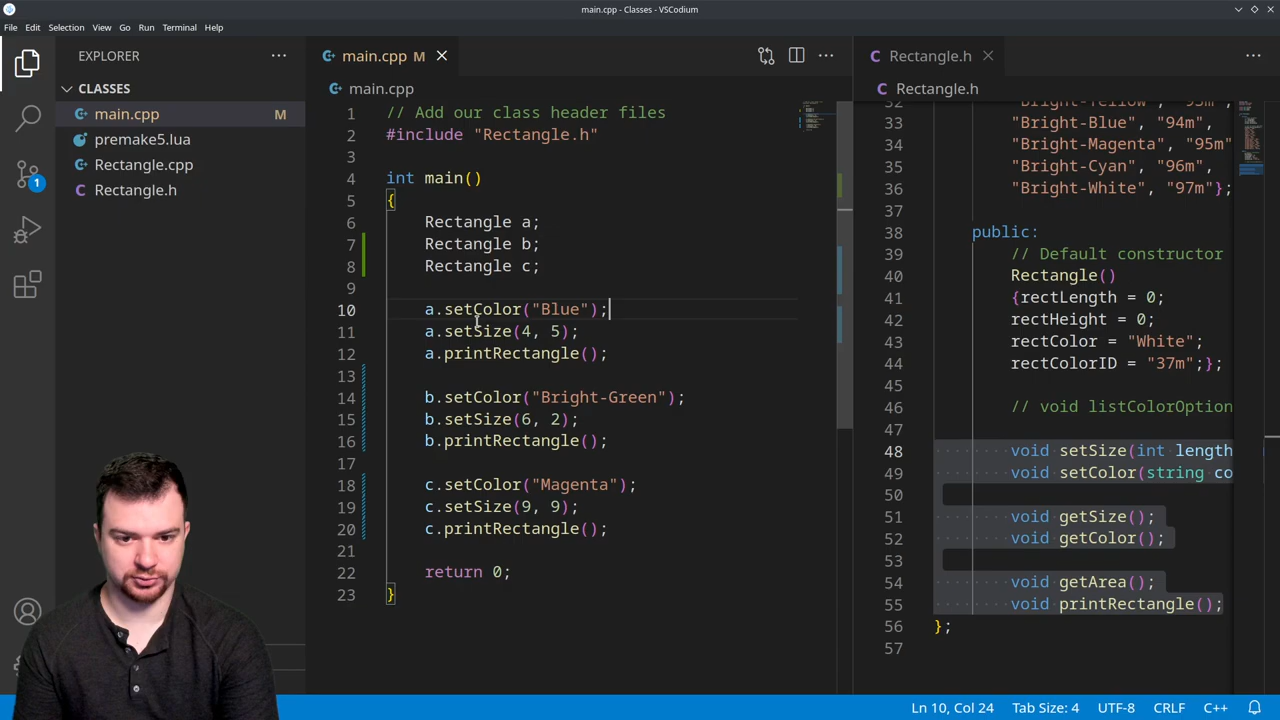 main.cpp - Classes - VSCodium
File Edit Selection View Go Run Terminal Help
EXPLORER
CLASSES
main.cpp M
premake5.lua
Rectangle.cpp
Rectangle.h
1
main.cpp M
main.cpp
1 // Add our class header files
2 #include "Rectangle.h"
3
4 int main()
5 {
6 Rectangle a;
7 Rectangle b;
8 Rectangle c;
9
10 a.setColor("Blue");
11 a.setSize(4, 5);
12 a.printRectangle();
13
14 b.setColor("Bright-Green");
15 b.setSize(6, 2);
16 b.printRectangle();
17
18 c.setColor("Magenta");
19 c.setSize(9, 9);
20 c.printRectangle();
21
22 return 0;
23 }
Rectangle.h
Rectangle.h
32 "Bright-Yellow", "93m",
33 "Bright-Blue", "94m",
34 "Bright-Magenta", "95m"
35 "Bright-Cyan", "96m",
36 "Bright-White", "97m"};
37
38 public:
39 // Default constructor
40 Rectangle()
41 {rectLength = 0;
42 rectHeight = 0;
43 rectColor = "White";
44 rectColorID = "37m";};
45
46 // void listColorOption
47
48 void setSize(int length
49 void setColor(string co
50
51 void getSize();
52 void getColor();
53
54 void getArea();
55 void printRectangle();
56 };
57
Ln 10, Col 24 Tab Size: 4 UTF-8 CRLF C++